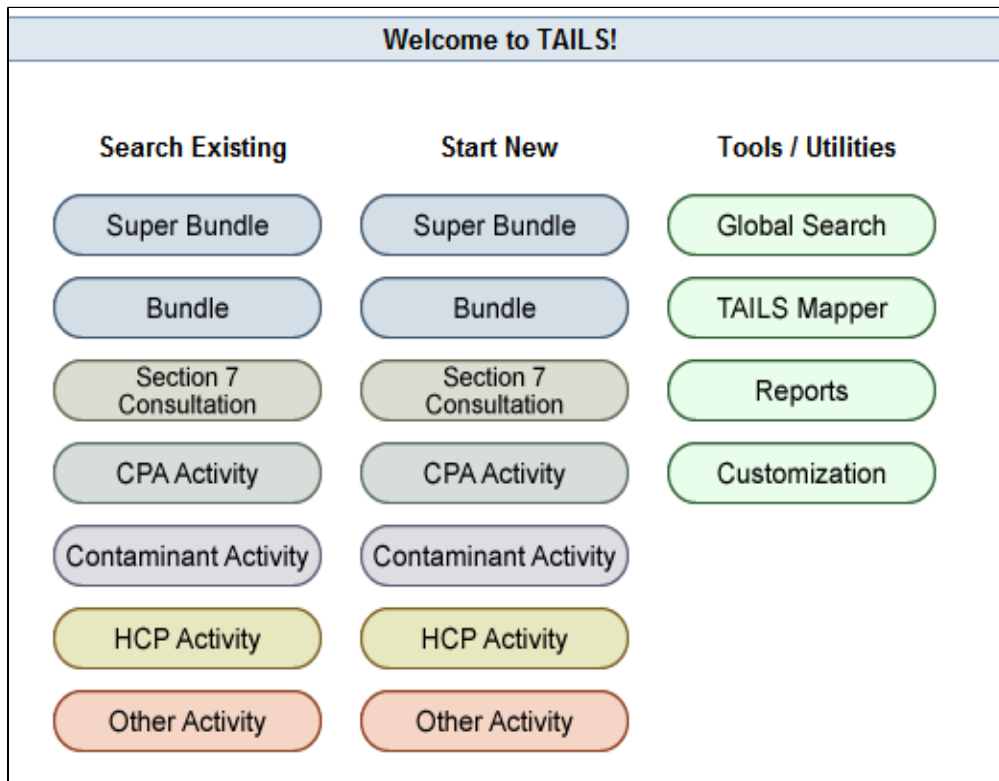 Welcome to TAILS!
Search Existing
Start New
Tools / Utilities
Super Bundle
Super Bundle
Global Search
Bundle
Bundle
TAILS Mapper
Section 7
Consultation
Section 7
Consultation
Reports
CPA Activity
CPA Activity
Customization
Contaminant Activity
Contaminant Activity
HCP Activity
HCP Activity
Other Activity
Other Activity